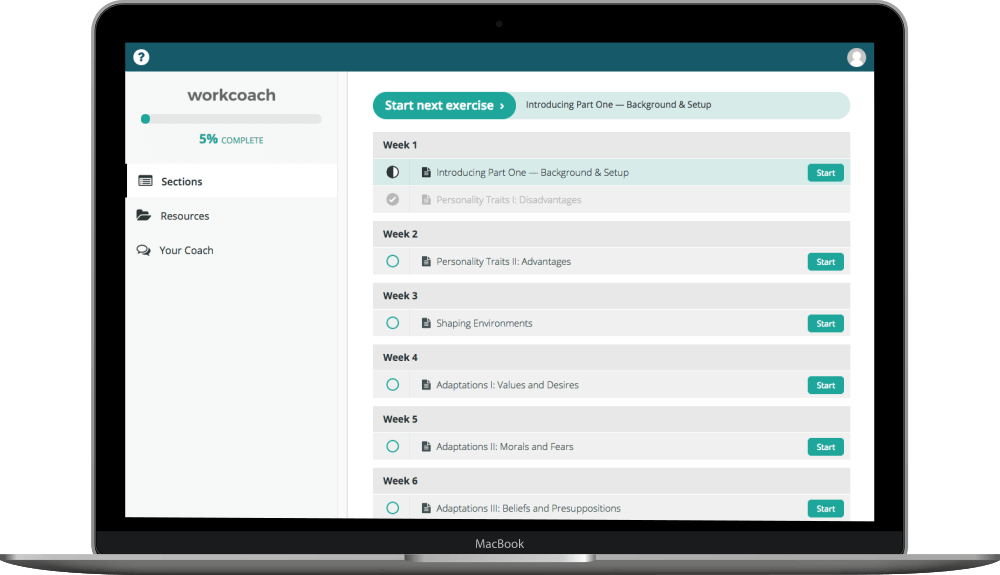 ?
workcoach
5% COMPLETE
Sections
Resources
Your Coach
Start next exercise ›
Introducing Part One — Background & Setup
Week 1
Introducing Part One — Background & Setup
Start
Personality Traits I: Disadvantages
Week 2
Personality Traits II: Advantages
Start
Week 3
Shaping Environments
Start
Week 4
Adaptations I: Values and Desires
Start
Week 5
Adaptations II: Morals and Fears
Start
Week 6
Adaptations III: Beliefs and Presuppositions
Start
MacBook